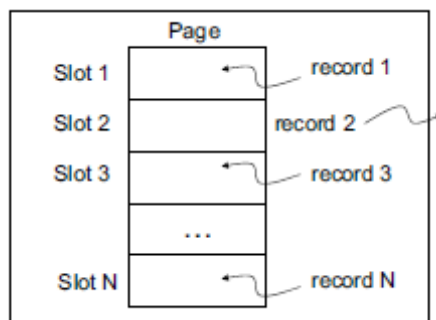 Page
Slot 1 record 1
Slot 2 record 2
Slot 3 record 3
...
Slot N record N